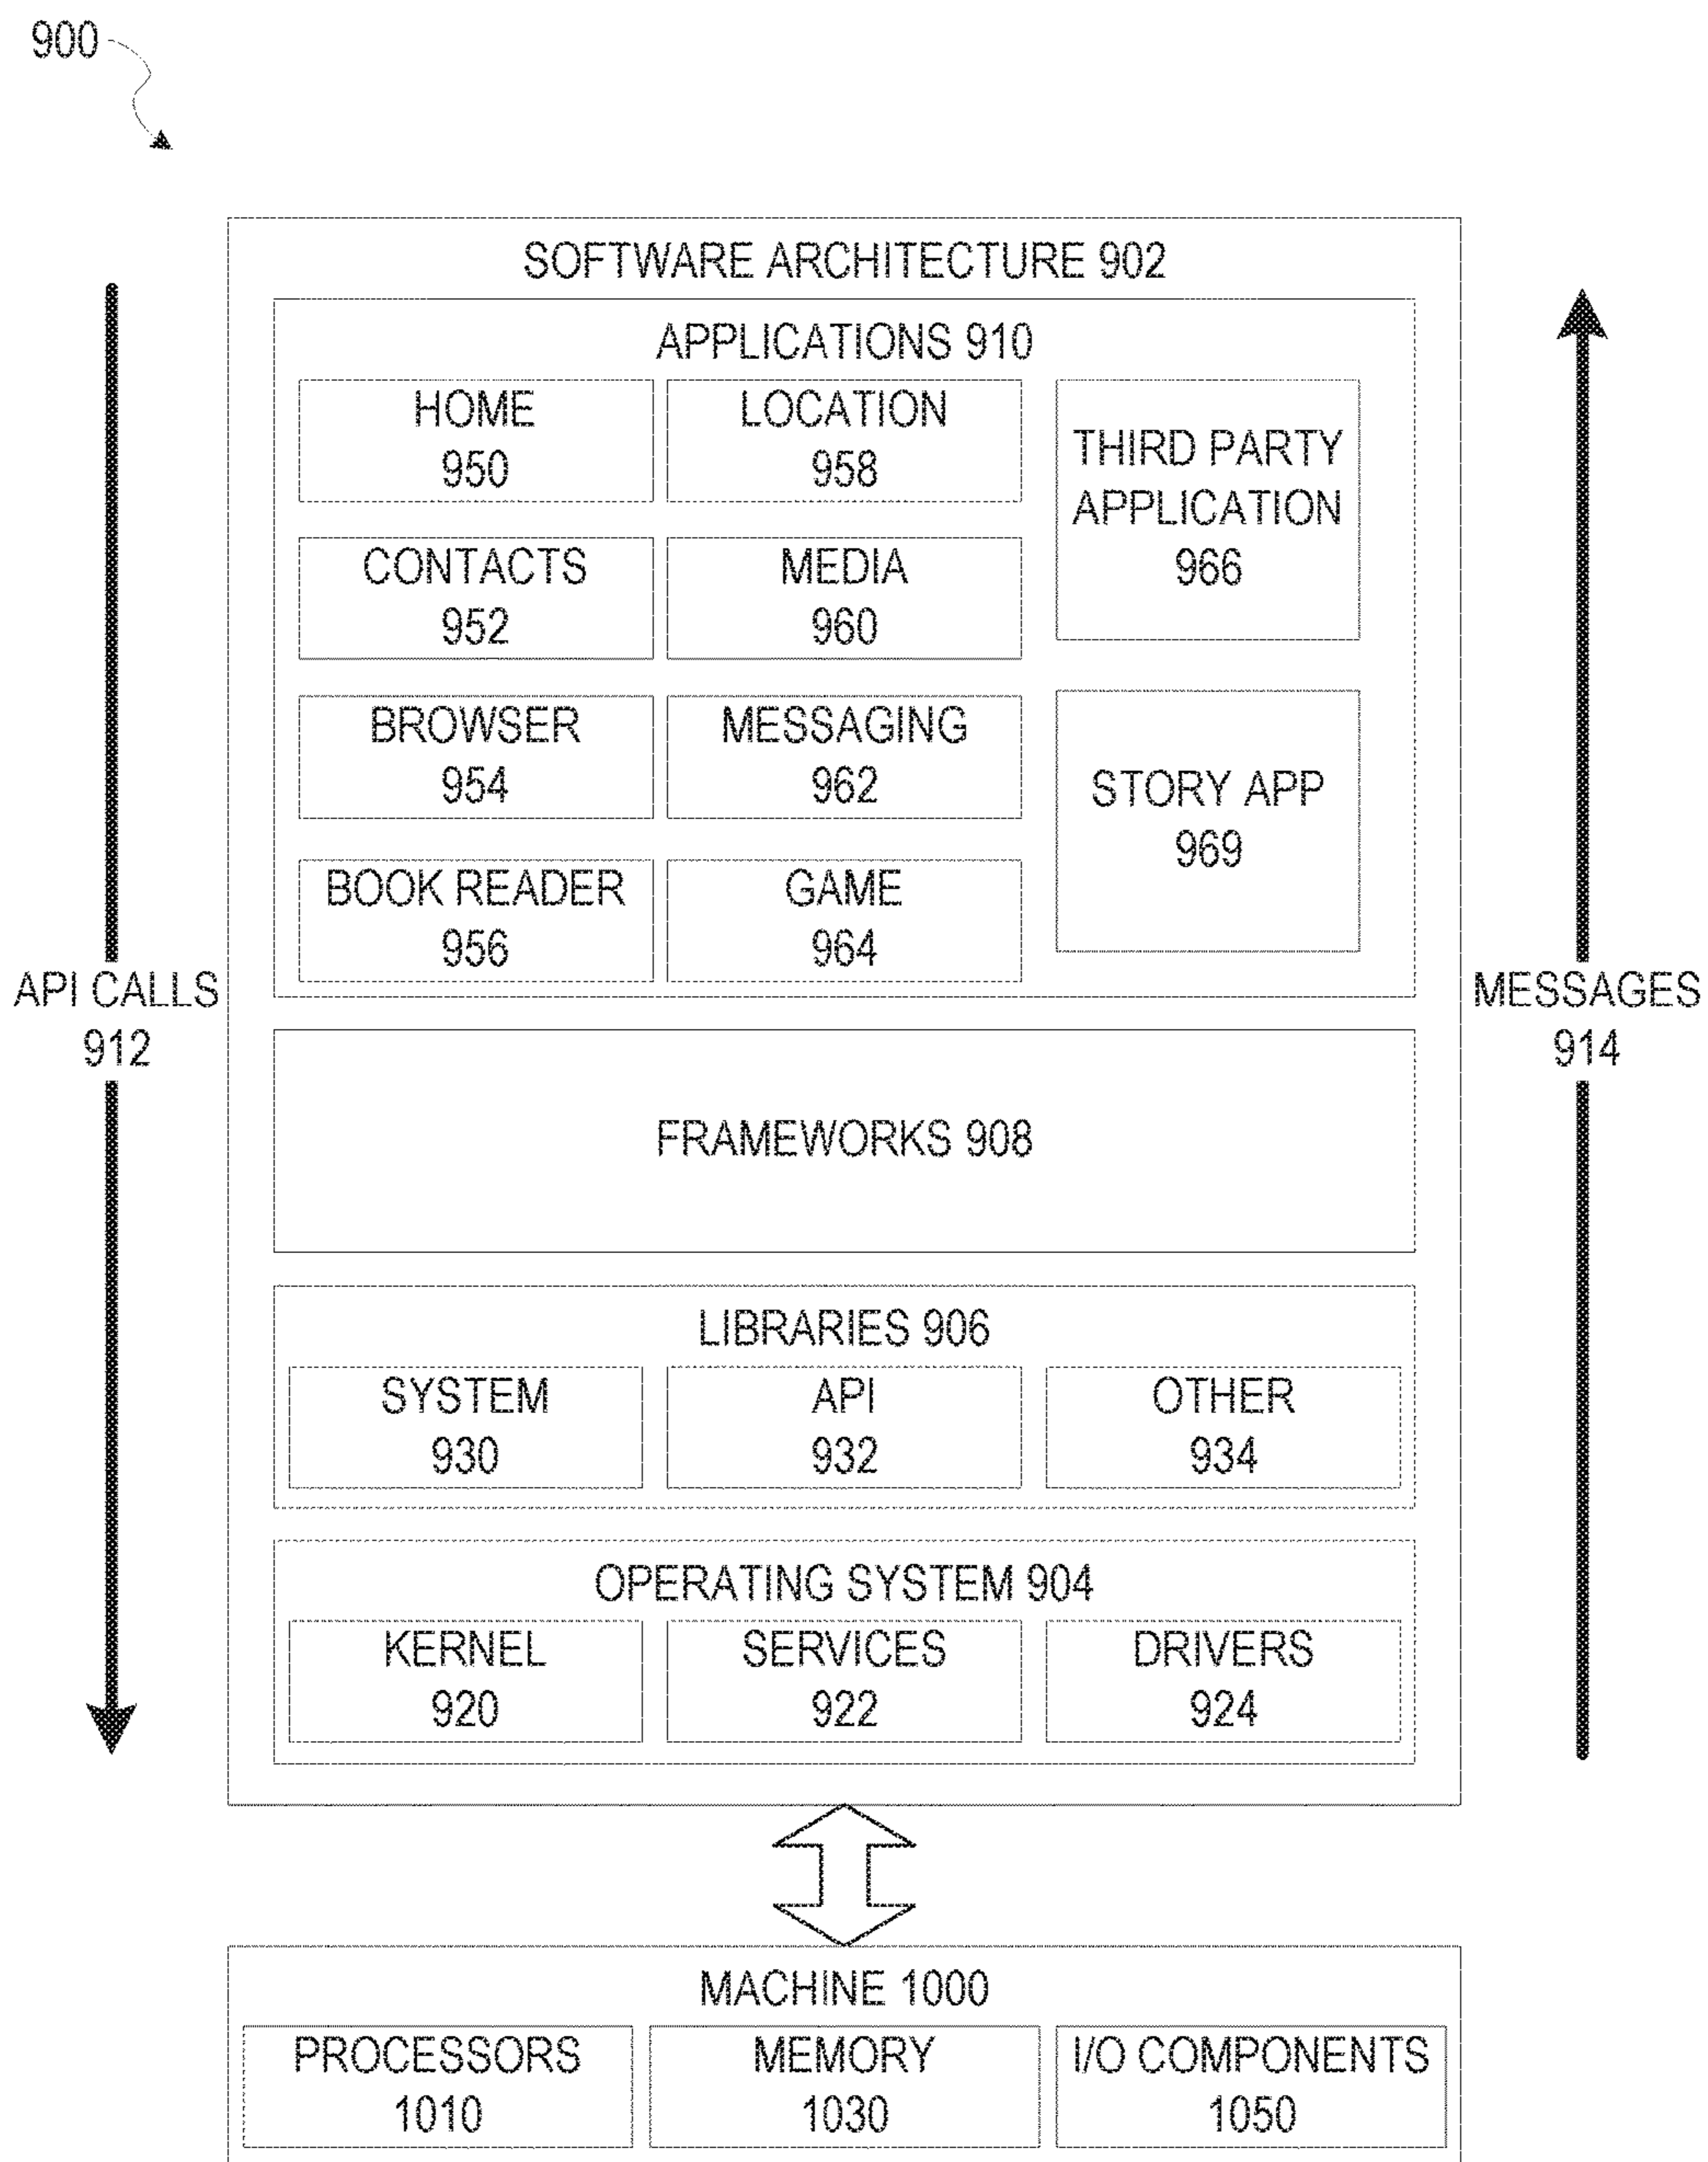 900
SOFTWARE ARCHITECTURE 902
APPLICATIONS 910
HOME
950
LOCATION
958
THIRD PARTY
APPLICATION
966
CONTACTS
952
MEDIA
960
BROWSER
954
MESSAGING
962
STORY APP
969
BOOK READER
956
GAME
964
API CALLS
912
MESSAGES
914
FRAMEWORKS 908
LIBRARIES 906
SYSTEM
930
API
932
OTHER
934
OPERATING SYSTEM 904
KERNEL
920
SERVICES
922
DRIVERS
924
MACHINE 1000
PROCESSORS
1010
MEMORY
1030
I/O COMPONENTS
1050